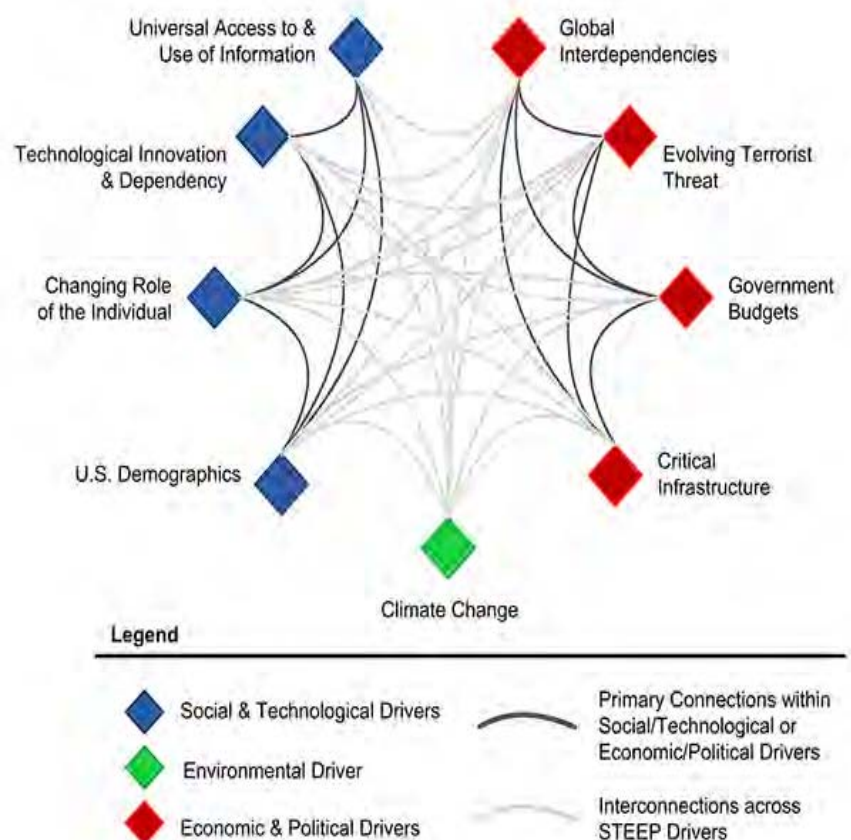 Universal Access to &
Use of Information
Global
Interdependencies
Technological Innovation
& Dependency
Evolving Terrorist
Threat
Changing Role
of the Individual
Government
Budgets
U.S. Demographics
Critical
Infrastructure
Climate Change
Legend
Social & Technological Drivers
Environmental Driver
Economic & Political Drivers
Primary Connections within
Social/Technological or
Economic/Political Drivers
Interconnections across
STEEP Drivers